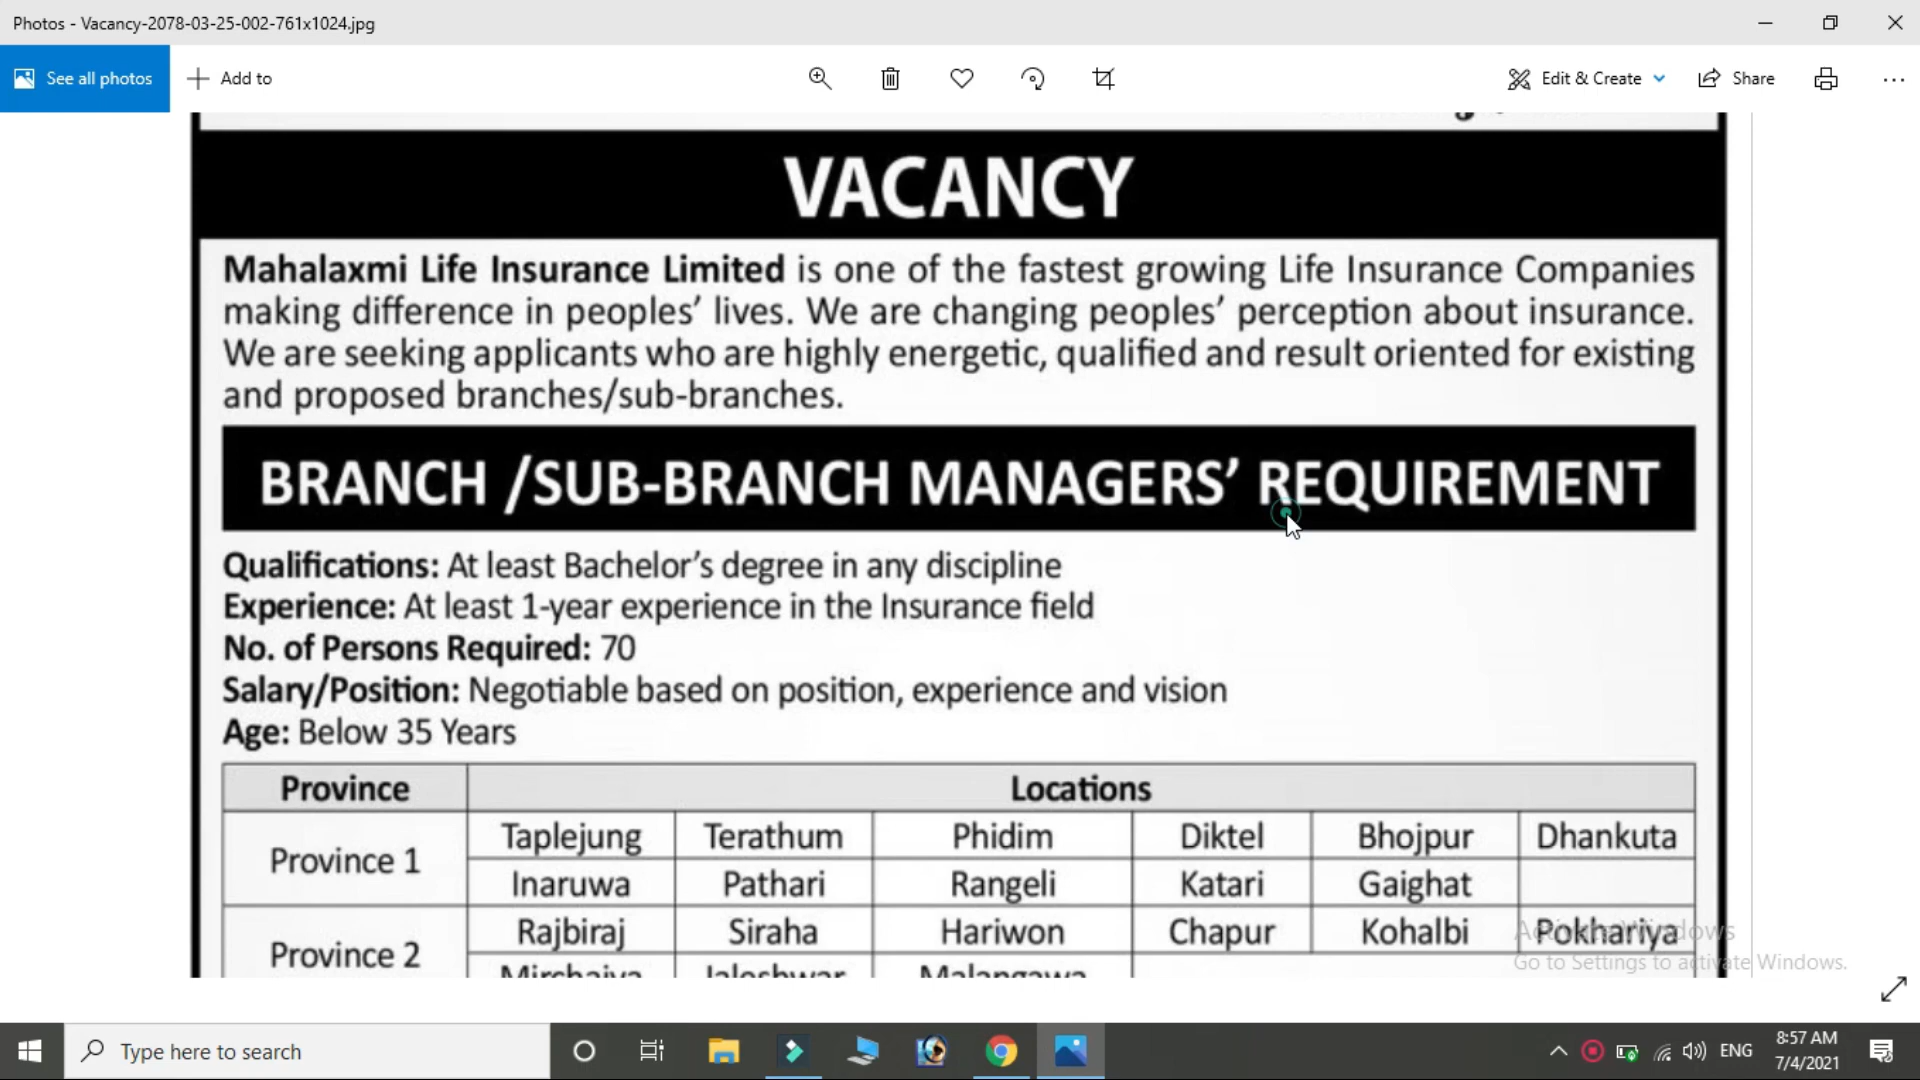 Photos - Vacancy-2078-03-25-002-761x1024.jpg
See all photos
Add to
Edit & Create
Share
VACANCY
Mahalaxmi Life Insurance Limited is one of the fastest growing Life Insurance Companies
making difference in peoples' lives. We are changing peoples' perception about insurance.
We are seeking applicants who are highly energetic, qualified and result oriented for existing
and proposed branches/sub-branches.
BRANCH /SUB-BRANCH MANAGERS' REQUIREMENT
Qualifications: At least Bachelor's degree in any discipline
Experience: At least 1-year experience in the Insurance field
No. of Persons Required: 70
Salary/Position: Negotiable based on position, experience and vision
Age: Below 35 Years
Province Locations
Province 1
Taplejung Terathum Phidim Diktel Bhojpur Dhankuta
Inaruwa Pathari Rangeli Katari Gaighat
Province 2
Rajbiraj Siraha Hariwon Chapur Kohalbi Pokhariya
Activate Windows
Go to Settings to activate Windows.
Type here to search
ENG
8:57 AM
7/4/2021